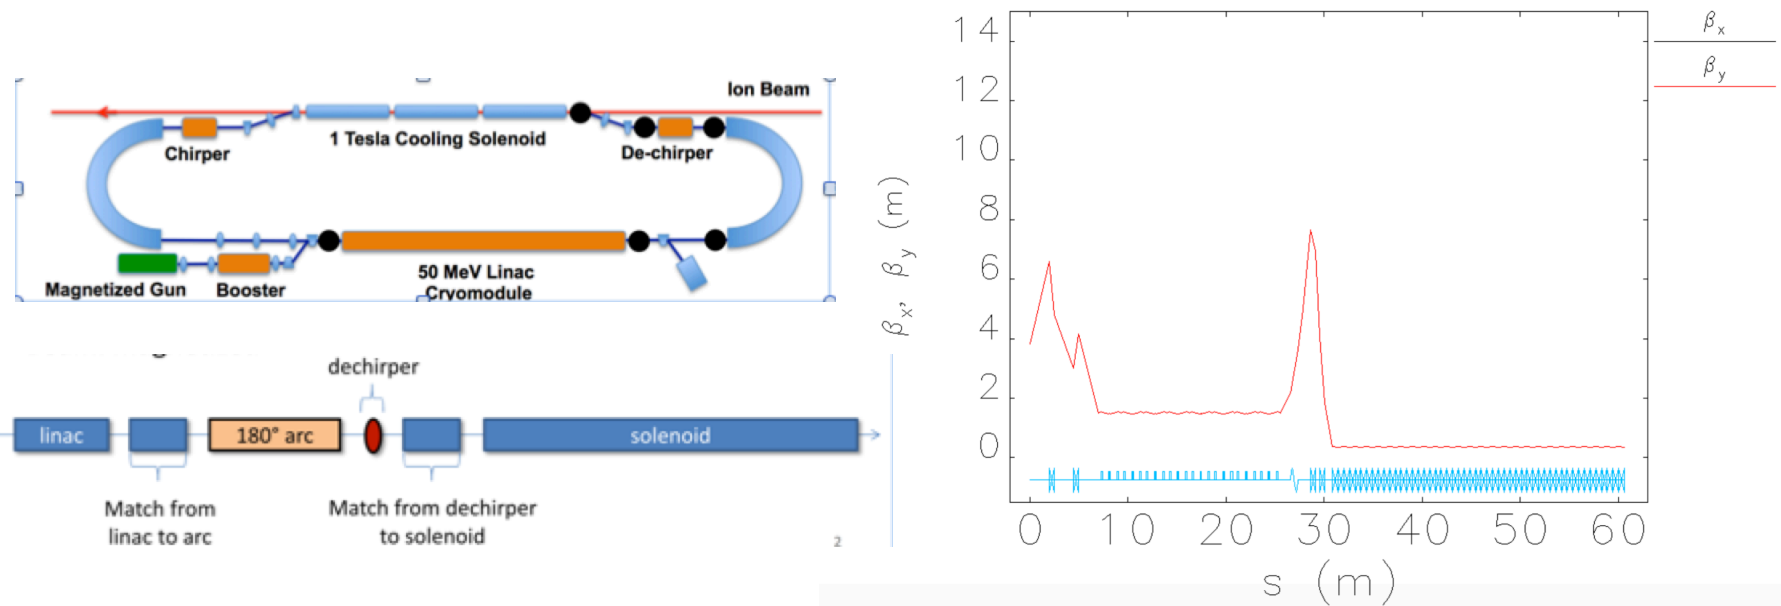 Ion Beam
1 Tesla Cooling Solenoid
Chirper
De-chirper
50 MeV Linac
Cryomodule
Magnetized Gun
Booster
dechirper
linac
180° arc
solenoid
Match from
linac to arc
Match from dechirper
to solenoid
2
βx, βy (m)
14
12
10
8
6
4
2
0
0 10 20 30 40 50 60
s (m)
βx
βy